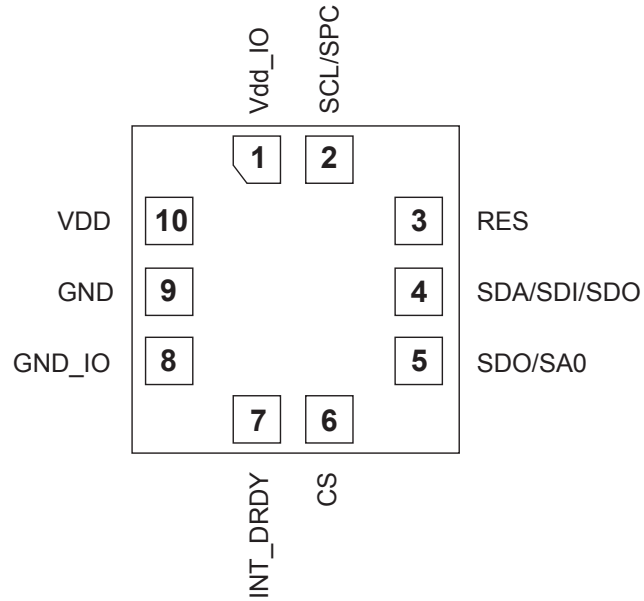 Vdd_IO
SCL/SPC
1
2
VDD
10
3
RES
GND
9
4
SDA/SDI/SDO
GND_IO
8
5
SDO/SA0
7
6
INT_DRDY
CS